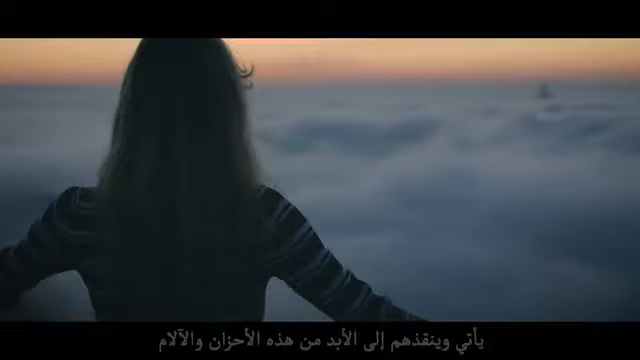 يأتي وينقذهم إلى الأبد من هذه الأحزان والآلام